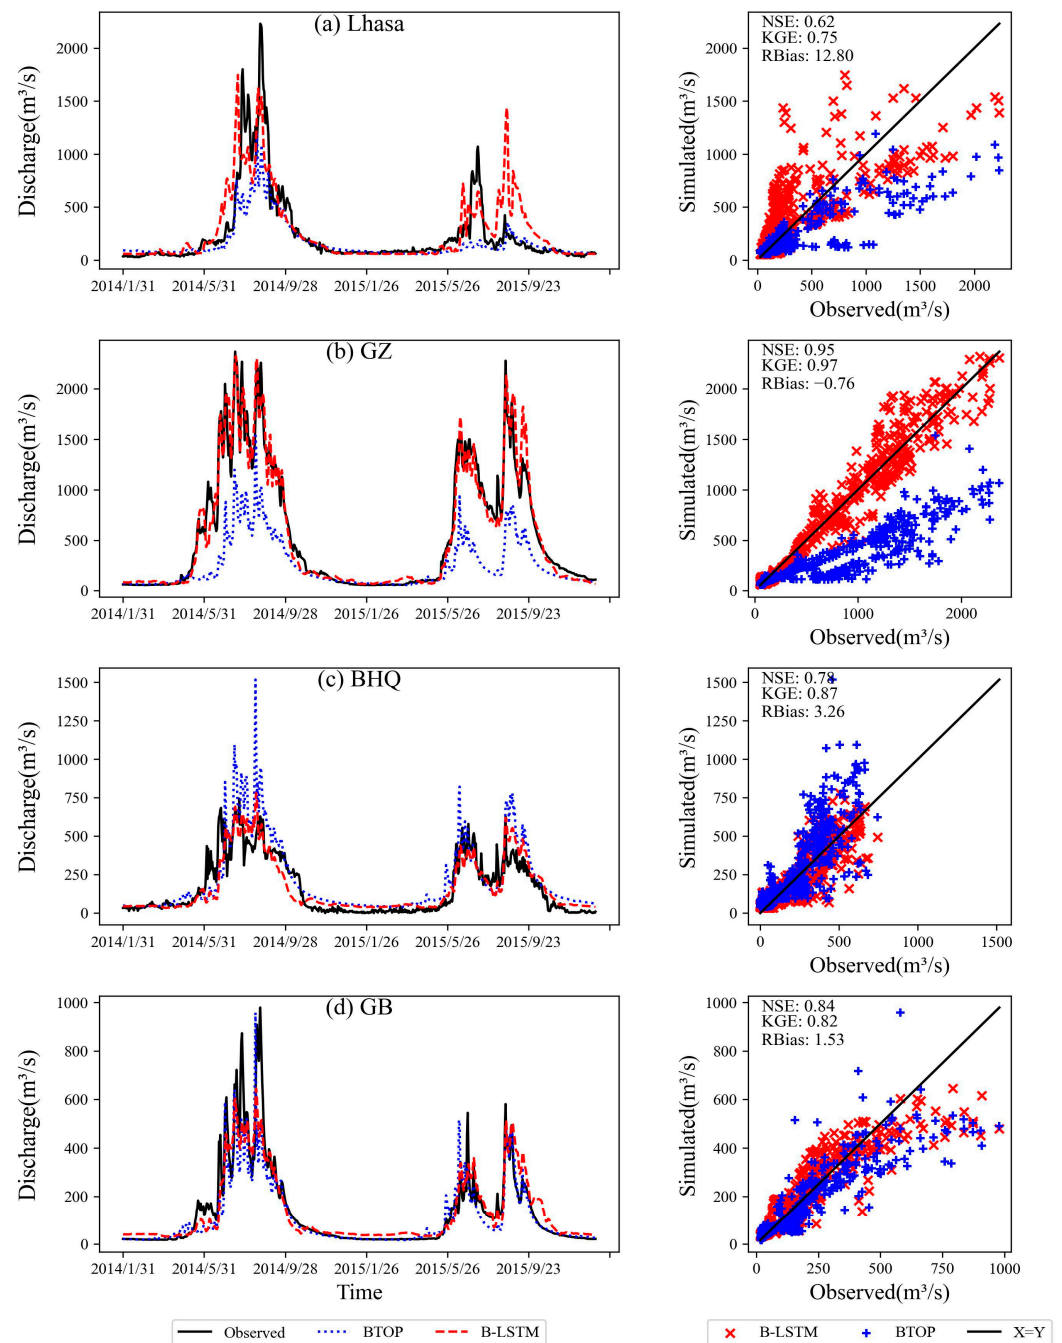 (a) Lhasa
Discharge(m³/s)
2000
1500
1000
500
0
2014/1/31 2014/5/31 2014/9/28 2015/1/26 2015/5/26 2015/9/23
NSE: 0.62
KGE: 0.75
RBias: 12.80
Simulated(m³/s)
2000
1500
1000
500
0
0 500 1000 1500 2000
Observed(m³/s)
(b) GZ
Discharge(m³/s)
2000
1500
1000
500
0
2014/1/31 2014/5/31 2014/9/28 2015/1/26 2015/5/26 2015/9/23
NSE: 0.95
KGE: 0.97
RBias: −0.76
Simulated(m³/s)
2000
1500
1000
500
0
0 1000 2000
Observed(m³/s)
(c) BHQ
Discharge(m³/s)
1500
1250
1000
750
500
250
0
2014/1/31 2014/5/31 2014/9/28 2015/1/26 2015/5/26 2015/9/23
NSE: 0.78
KGE: 0.87
RBias: 3.26
Simulated(m³/s)
1500
1250
1000
750
500
250
0
0 500 1000 1500
Observed(m³/s)
(d) GB
Discharge(m³/s)
1000
800
600
400
200
0
2014/1/31 2014/5/31 2014/9/28 2015/1/26 2015/5/26 2015/9/23
Time
NSE: 0.84
KGE: 0.82
RBias: 1.53
Simulated(m³/s)
1000
800
600
400
200
0
0 250 500 750 1000
Observed(m³/s)
Observed BTOP B-LSTM
B-LSTM BTOP X=Y